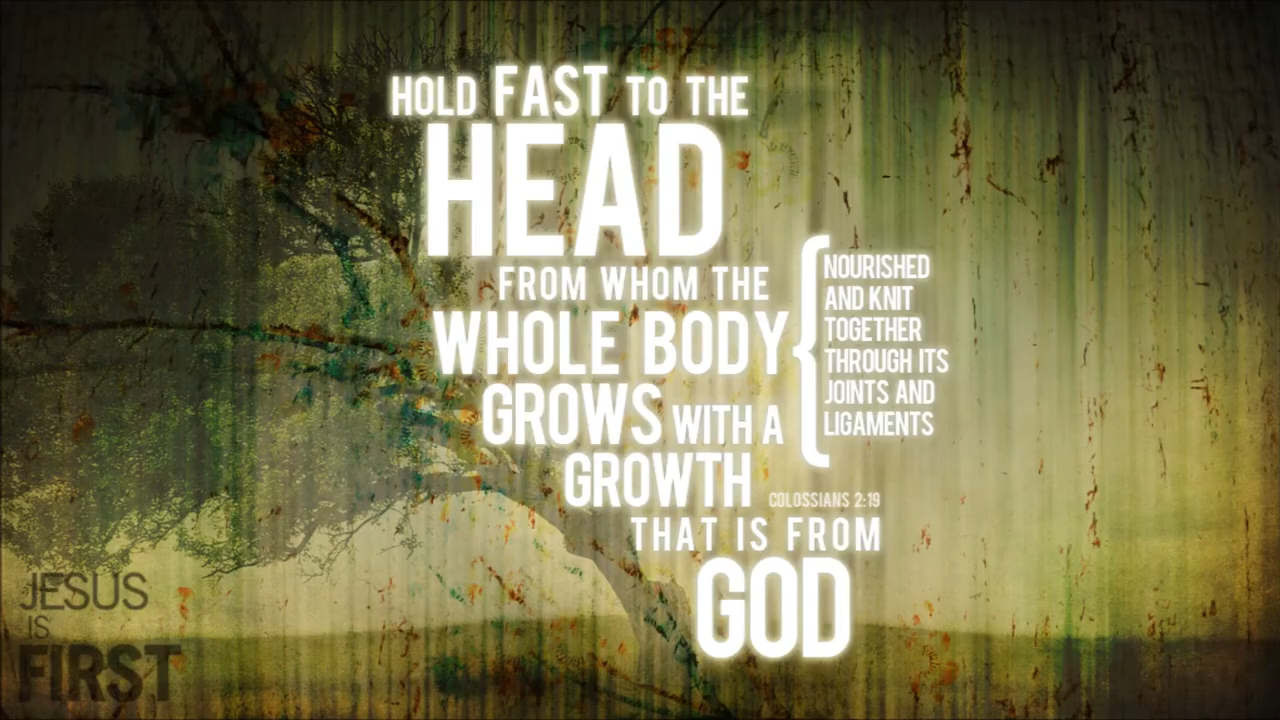 HOLD FAST TO THE
HEAD
FROM WHOM THE
WHOLE BODY
NOURISHED
AND KNIT
TOGETHER
THROUGH ITS
JOINTS AND
LIGAMENTS
GROWS WITH A
GROWTH
COLOSSIANS 2:19
THAT IS FROM
GOD
JESUS
IS
FIRST